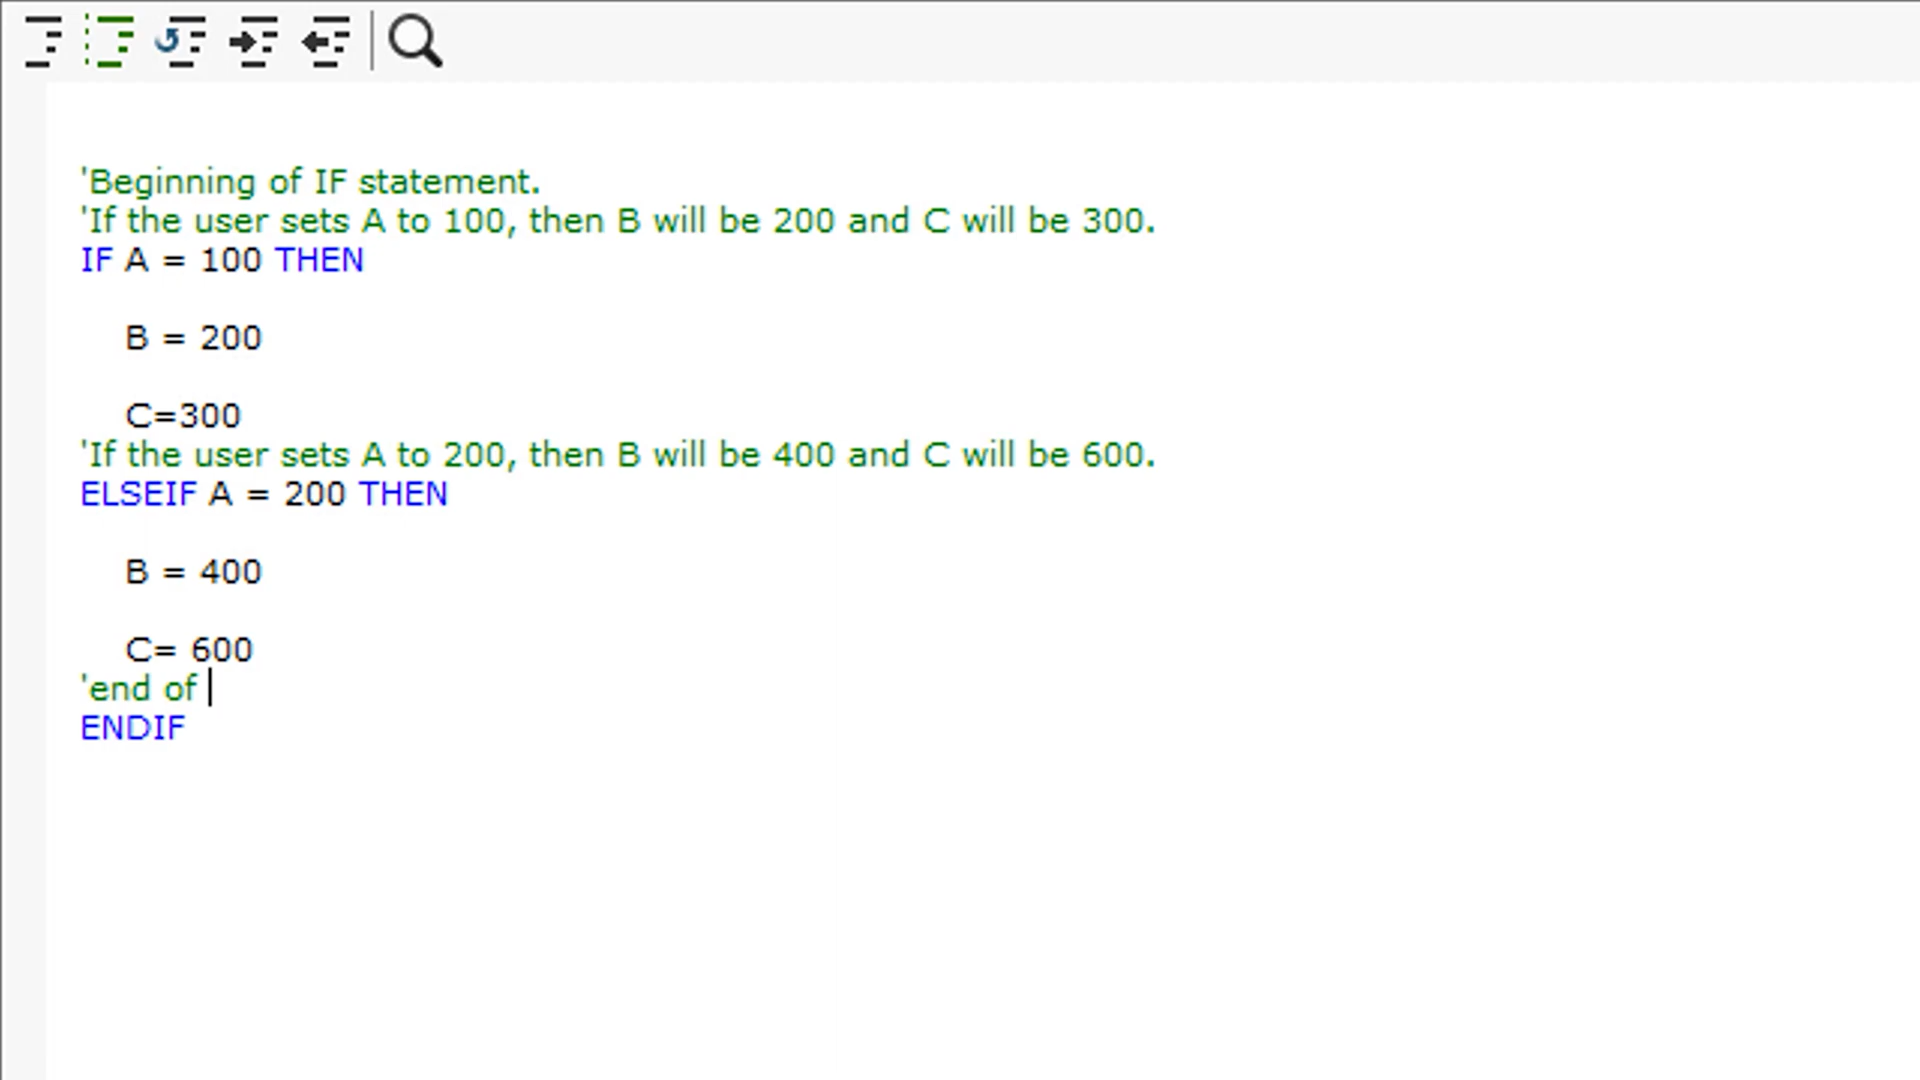 'Beginning of IF statement.
'If the user sets A to 100, then B will be 200 and C will be 300.
IF A = 100 THEN
B = 200
C=300
'If the user sets A to 200, then B will be 400 and C will be 600.
ELSEIF A = 200 THEN
B = 400
C= 600
'end of
ENDIF